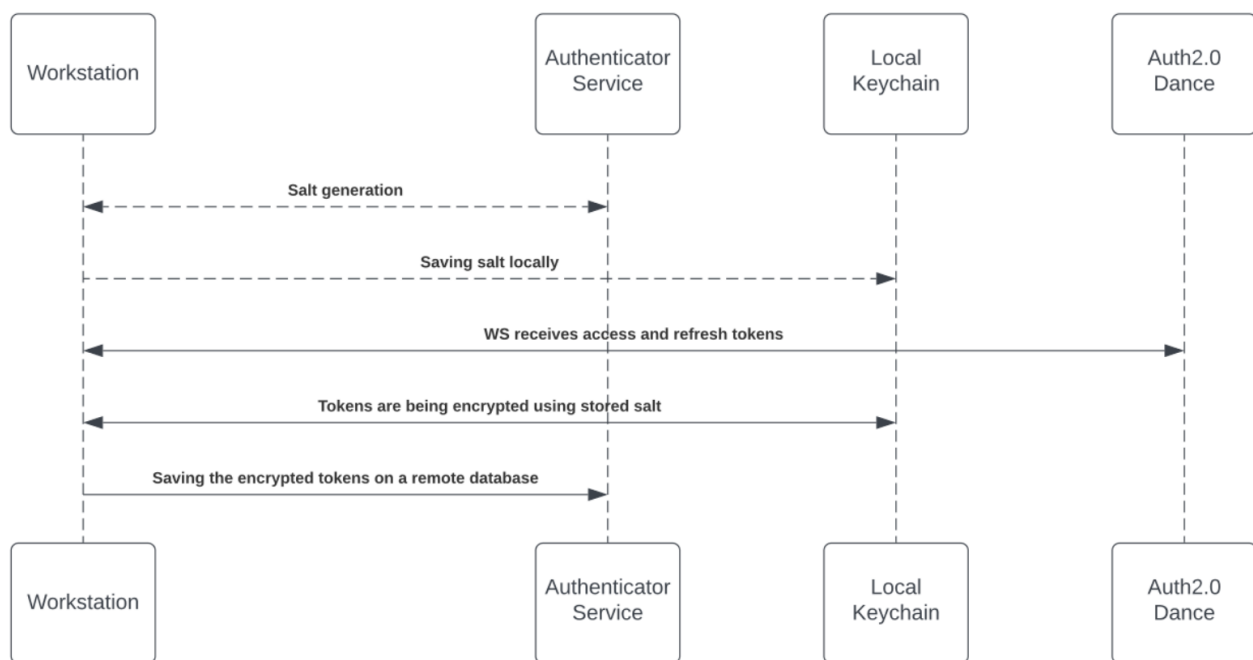 Workstation
Authenticator
Service
Local
Keychain
Auth2.0
Dance
Salt generation
Saving salt locally
WS receives access and refresh tokens
Tokens are being encrypted using stored salt
Saving the encrypted tokens on a remote database
Workstation
Authenticator
Service
Local
Keychain
Auth2.0
Dance